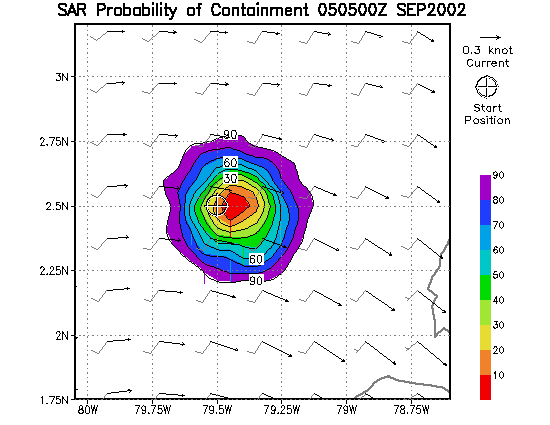 SAR Probability of Containment 050500Z SEP2002
0.3 knot
Current
Start
Position
3N
2.75N
2.5N
2.25N
2N
1.75N
80W
79.75W
79.5W
79.25W
79W
78.75W
90
60
30
60
90
90
80
70
60
50
40
30
20
10